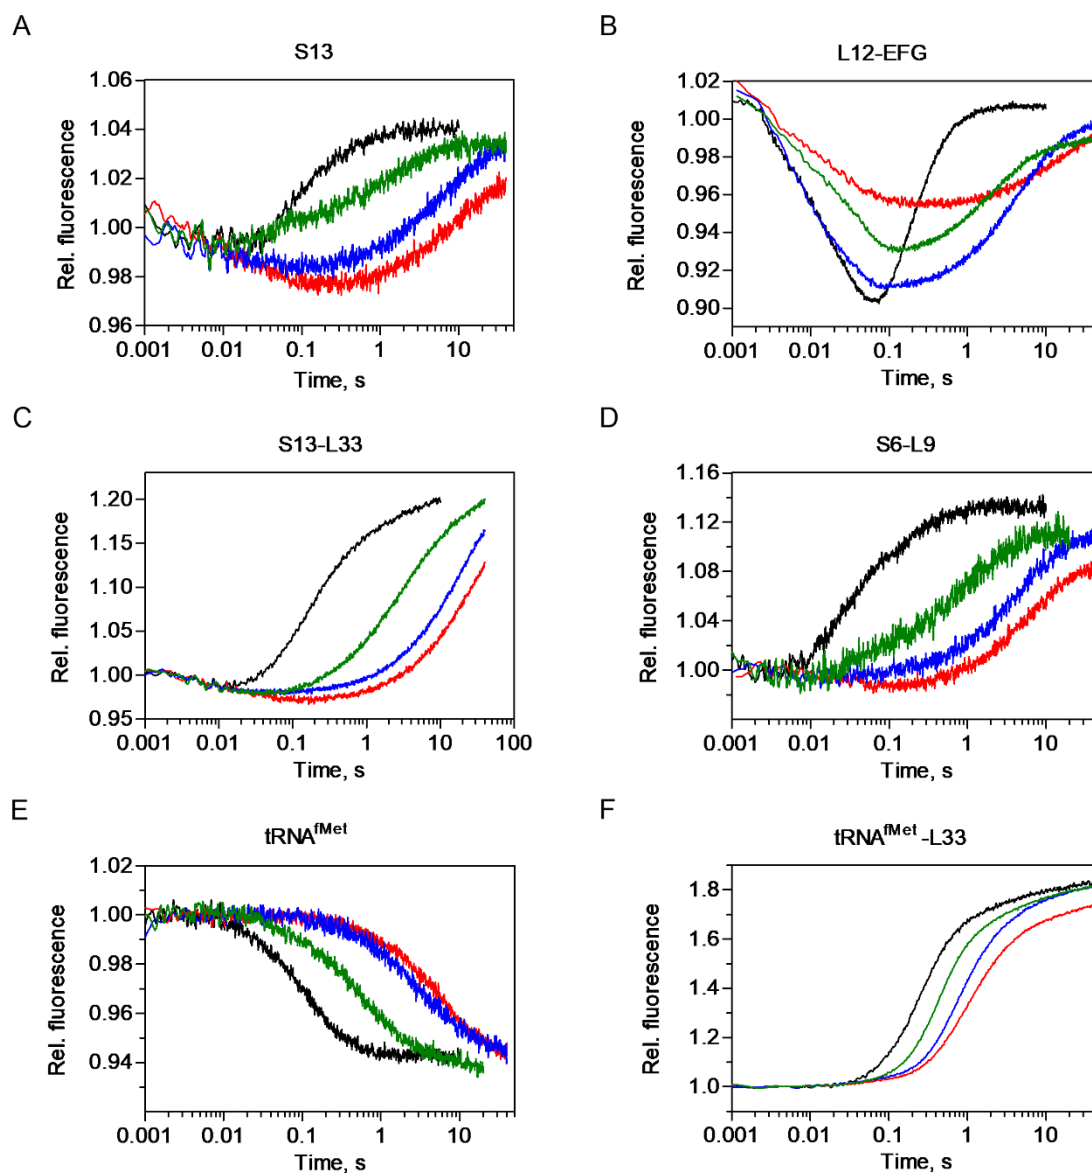 A
S13
Rel. fluorescence
1.06
1.04
1.02
1.00
0.98
0.96
0.001 0.01 0.1 1 10
Time, s
B
L12-EFG
Rel. fluorescence
1.02
1.00
0.98
0.96
0.94
0.92
0.90
0.001 0.01 0.1 1 10
Time, s
C
S13-L33
Rel. fluorescence
1.20
1.15
1.10
1.05
1.00
0.95
0.001 0.01 0.1 1 10 100
Time, s
D
S6-L9
Rel. fluorescence
1.16
1.12
1.08
1.04
1.00
0.001 0.01 0.1 1 10
Time, s
E
tRNAfMet
Rel. fluorescence
1.02
1.00
0.98
0.96
0.94
0.001 0.01 0.1 1 10
Time, s
F
tRNAfMet -L33
Rel. fluorescence
1.8
1.6
1.4
1.2
1.0
0.001 0.01 0.1 1 10
Time, s